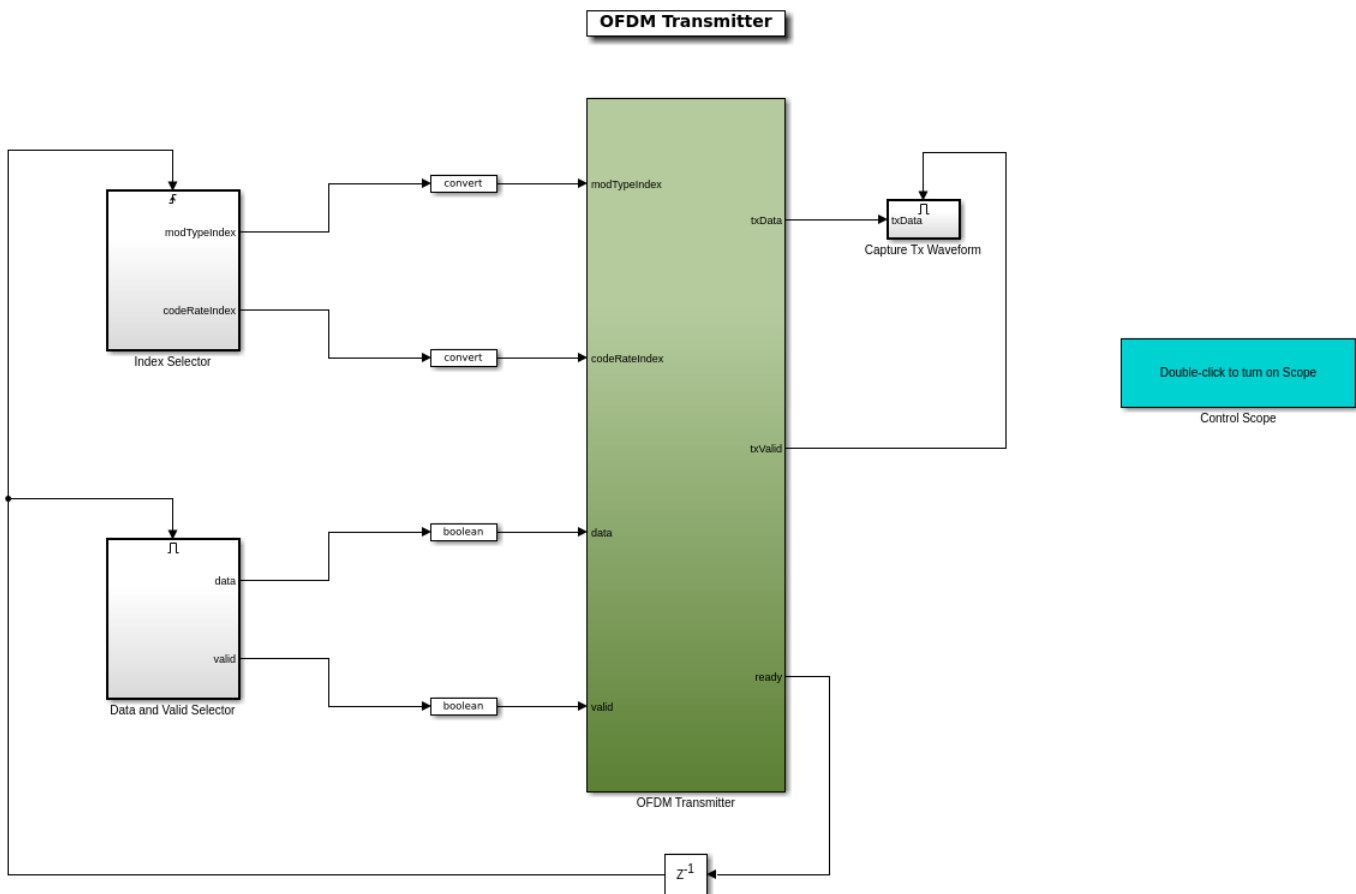 OFDM Transmitter
modTypeIndex
codeRateIndex
Index Selector
convert
convert
data
valid
Data and Valid Selector
boolean
boolean
modTypeIndex
codeRateIndex
data
valid
txData
txValid
ready
OFDM Transmitter
txData
Capture Tx Waveform
Double-click to turn on Scope
Control Scope
Z-1